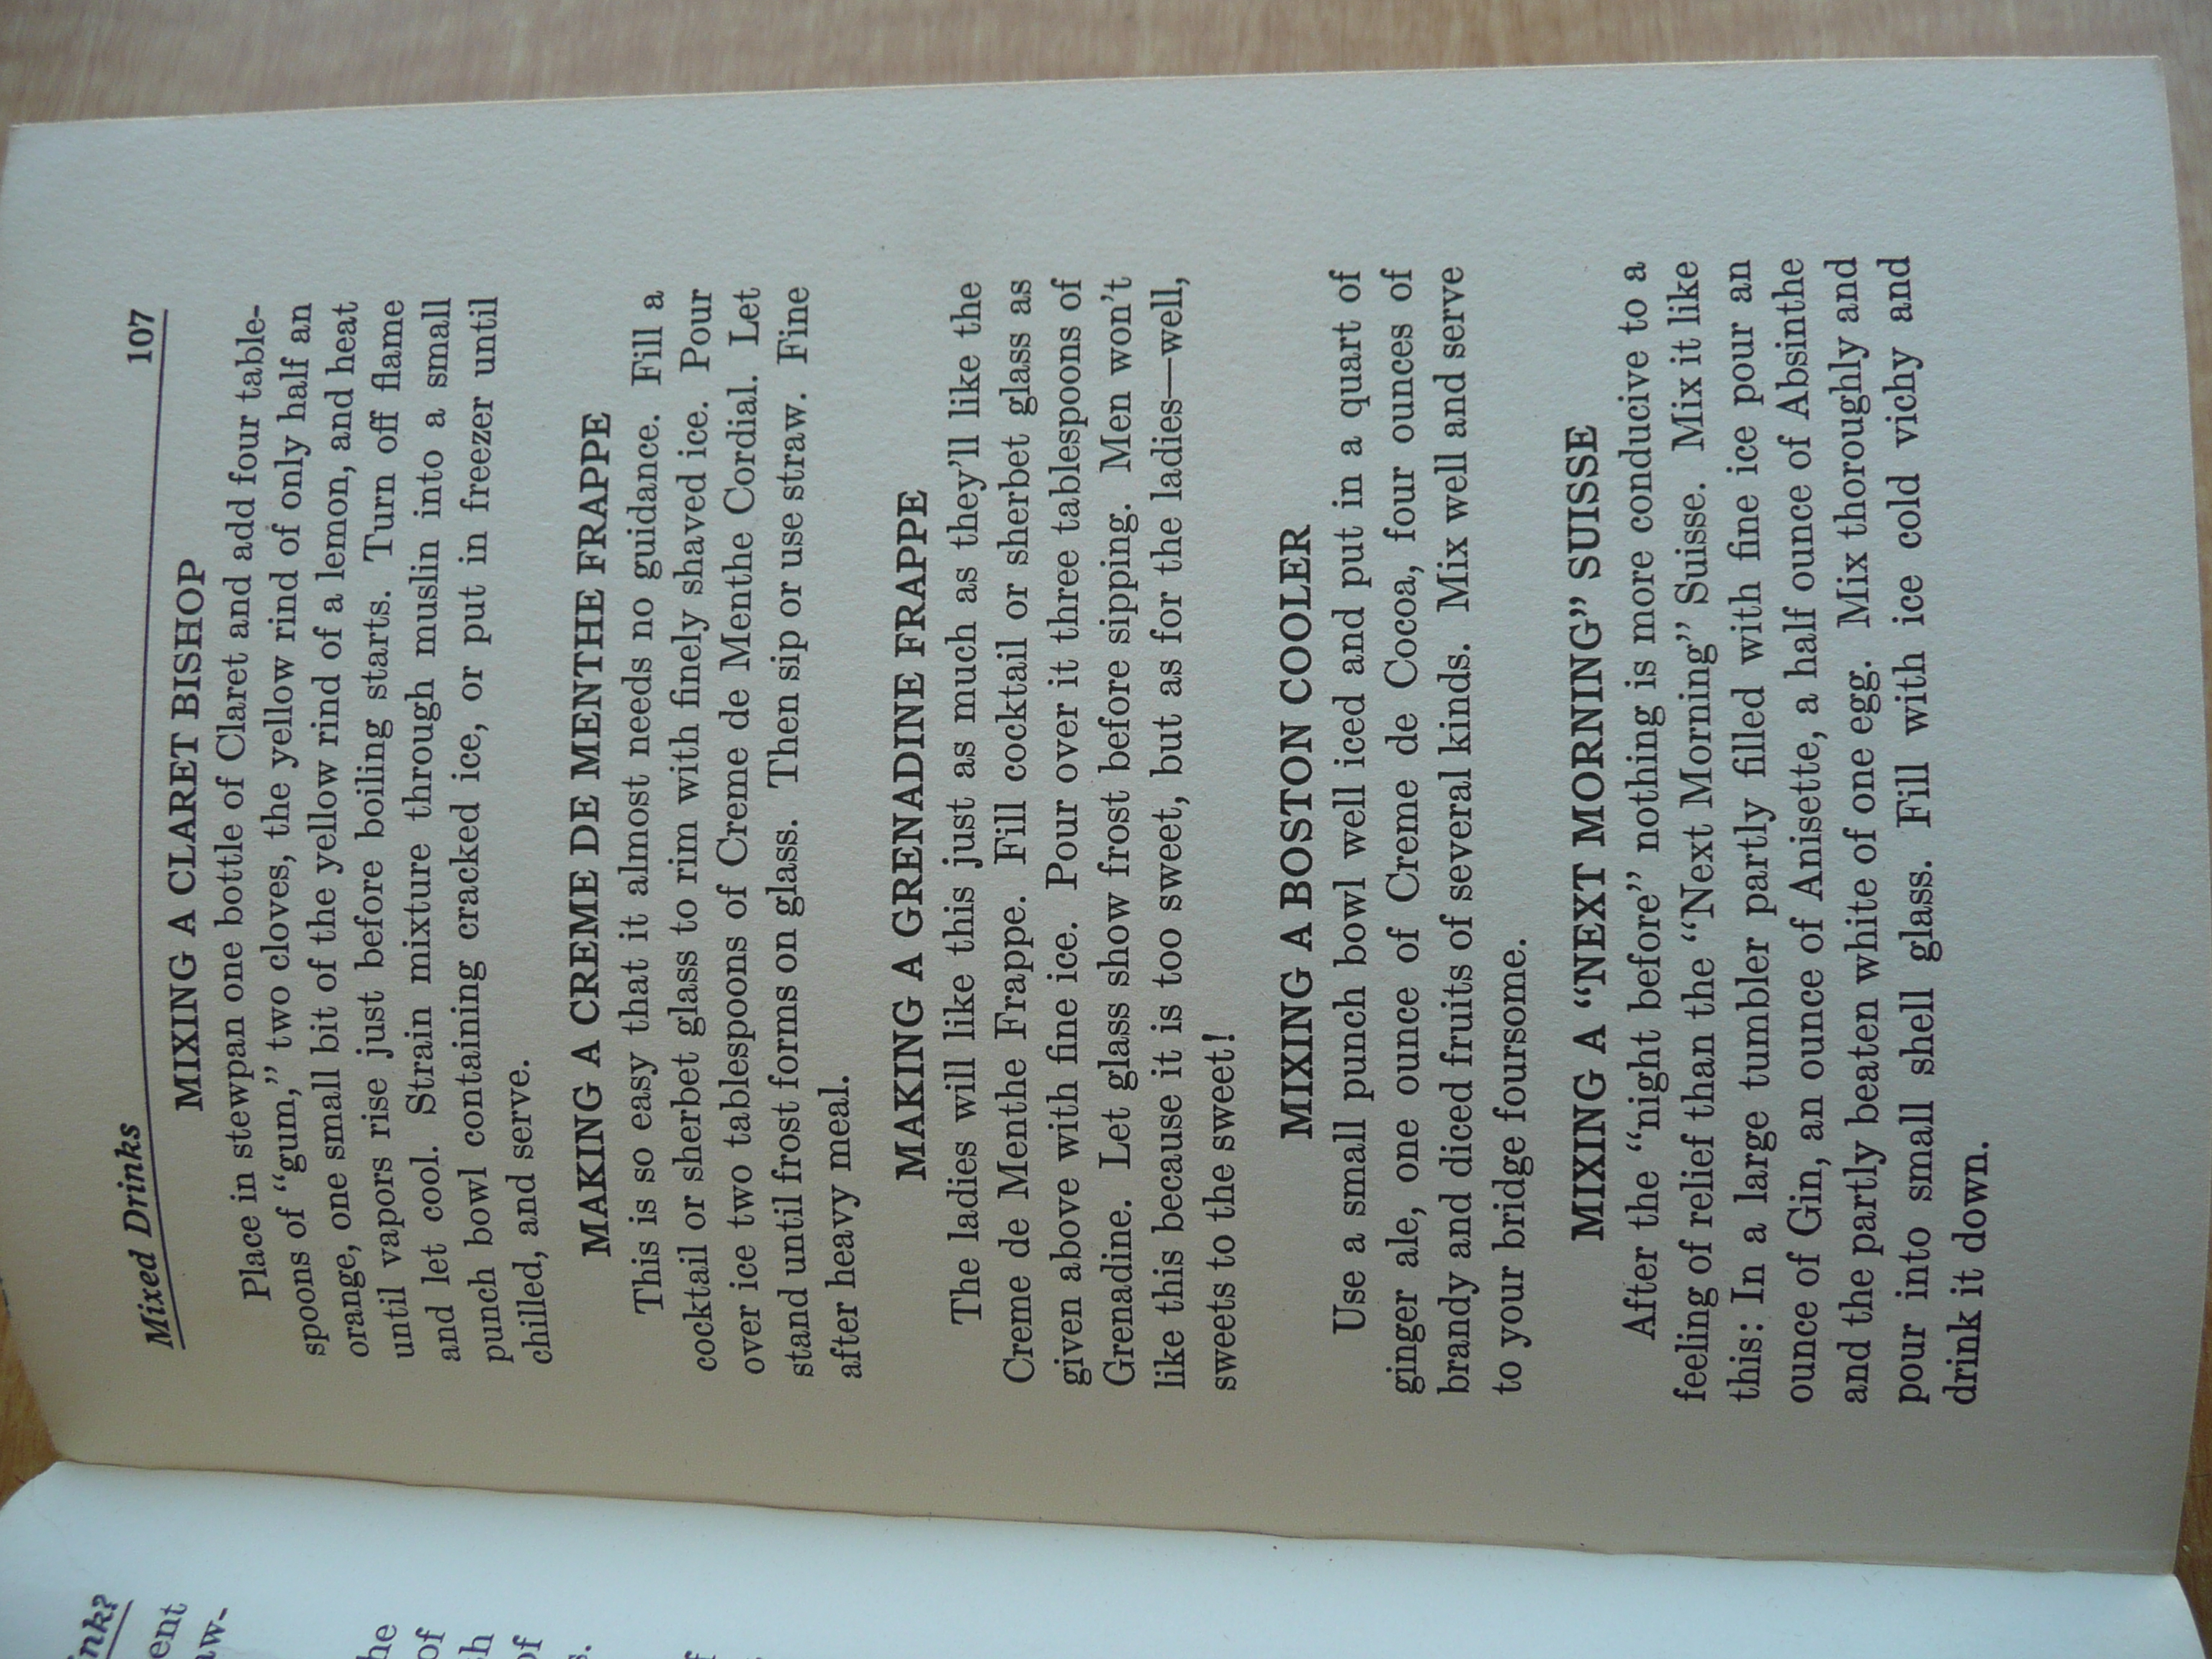 Mixed Drinks 107
MIXING A CLARET BISHOP
Place in stewpan one bottle of Claret and add four table-
spoons of “gum,” two cloves, the yellow rind of only half an
orange, one small bit of the yellow rind of a lemon, and heat
until vapors rise just before boiling starts. Turn off flame
and let cool. Strain mixture through muslin into a small
punch bowl containing cracked ice, or put in freezer until
chilled, and serve.
MAKING A CREME DE MENTHE FRAPPE
This is so easy that it almost needs no guidance. Fill a
cocktail or sherbet glass to rim with finely shaved ice. Pour
over ice two tablespoons of Creme de Menthe Cordial. Let
stand until frost forms on glass. Then sip or use straw. Fine
after heavy meal.
MAKING A GRENADINE FRAPPE
The ladies will like this just as much as they’ll like the
Creme de Menthe Frappe. Fill cocktail or sherbet glass as
given above with fine ice. Pour over it three tablespoons of
Grenadine. Let glass show frost before sipping. Men won’t
like this because it is too sweet, but as for the ladies—well,
sweets to the sweet!
MIXING A BOSTON COOLER
Use a small punch bowl well iced and put in a quart of
ginger ale, one ounce of Creme de Cocoa, four ounces of
brandy and diced fruits of several kinds. Mix well and serve
to your bridge foursome.
MIXING A “NEXT MORNING” SUISSE
After the “night before” nothing is more conducive to a
feeling of relief than the “Next Morning” Suisse. Mix it like
this: In a large tumbler partly filled with fine ice pour an
ounce of Gin, an ounce of Anisette, a half ounce of Absinthe
and the partly beaten white of one egg. Mix thoroughly and
pour into small shell glass. Fill with ice cold vichy and
drink it down.